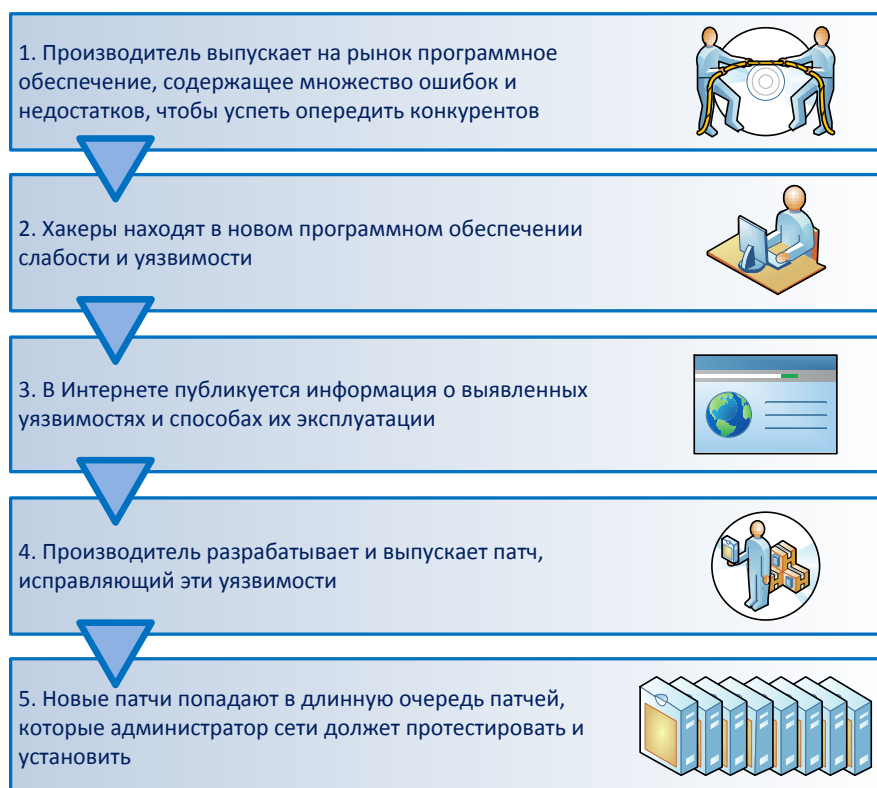 1. Производитель выпускает на рынок программное
обеспечение, содержащее множество ошибок и
недостатков, чтобы успеть опередить конкурентов
2. Хакеры находят в новом программном обеспечении
слабости и уязвимости
3. В Интернете публикуется информация о выявленных
уязвимостях и способах их эксплуатации
4. Производитель разрабатывает и выпускает патч,
исправляющий эти уязвимости
5. Новые патчи попадают в длинную очередь патчей,
которые администратор сети должет протестировать и
установить